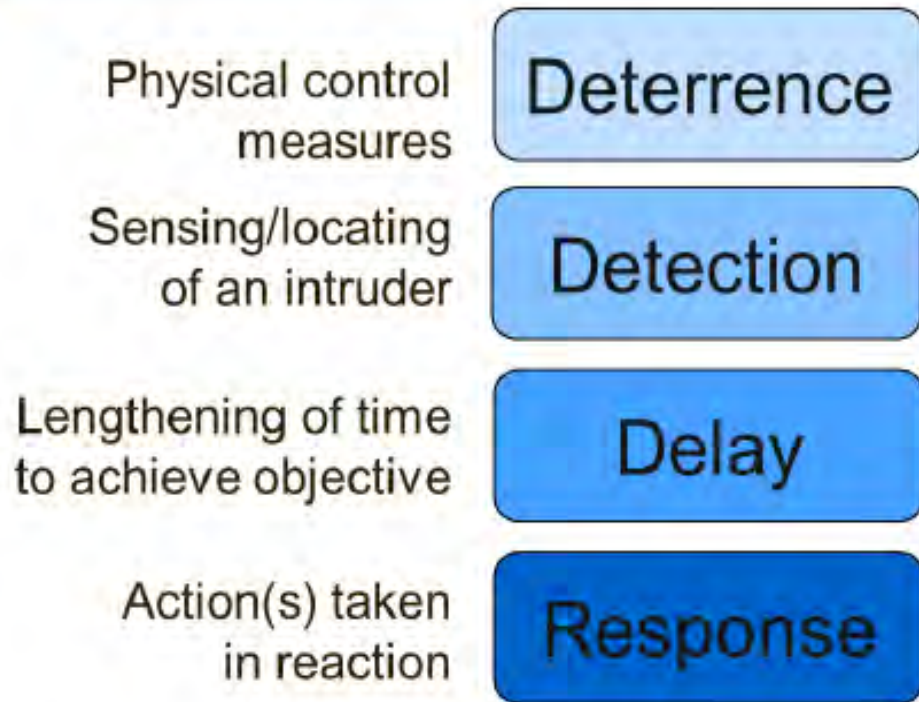 Physical control
measures
Deterrence
Sensing/locating
of an intruder
Detection
Lengthening of time
to achieve objective
Delay
Action(s) taken
in reaction
Response